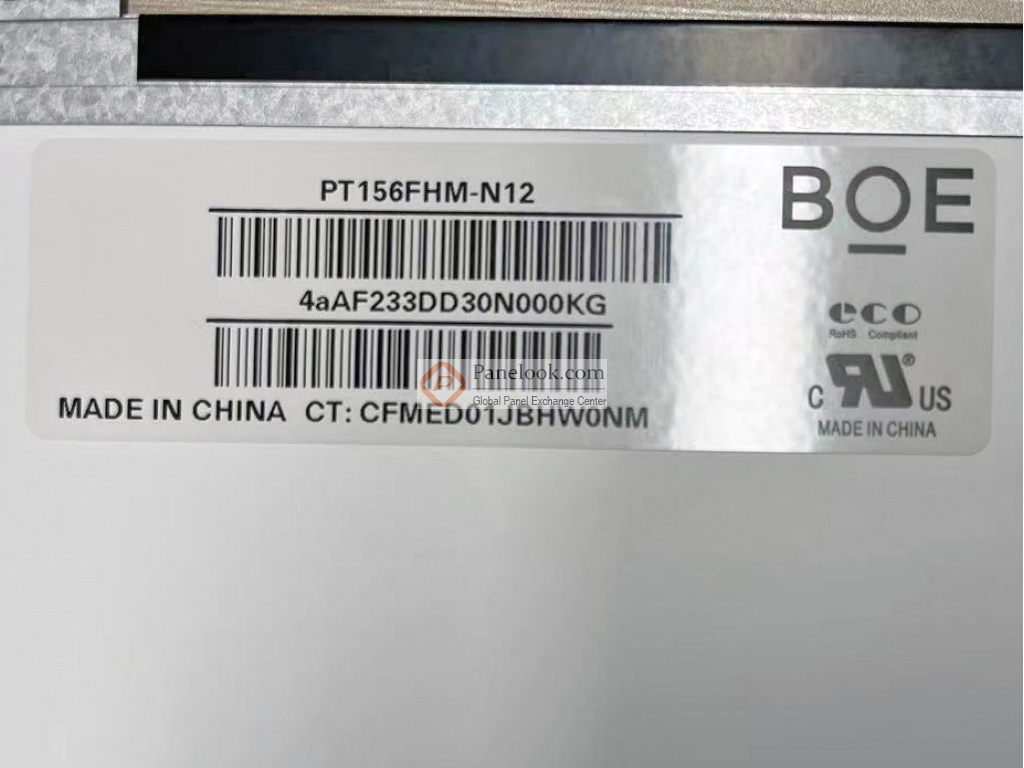 PT156FHM-N12
BOE
4aAF233DD30N000KG
eco
RoHS Compliant
Panelook.com
Global Panel Exchange Center
C RU® US
MADE IN CHINA CT: CFMED01JBHW0NM
MADE IN CHINA